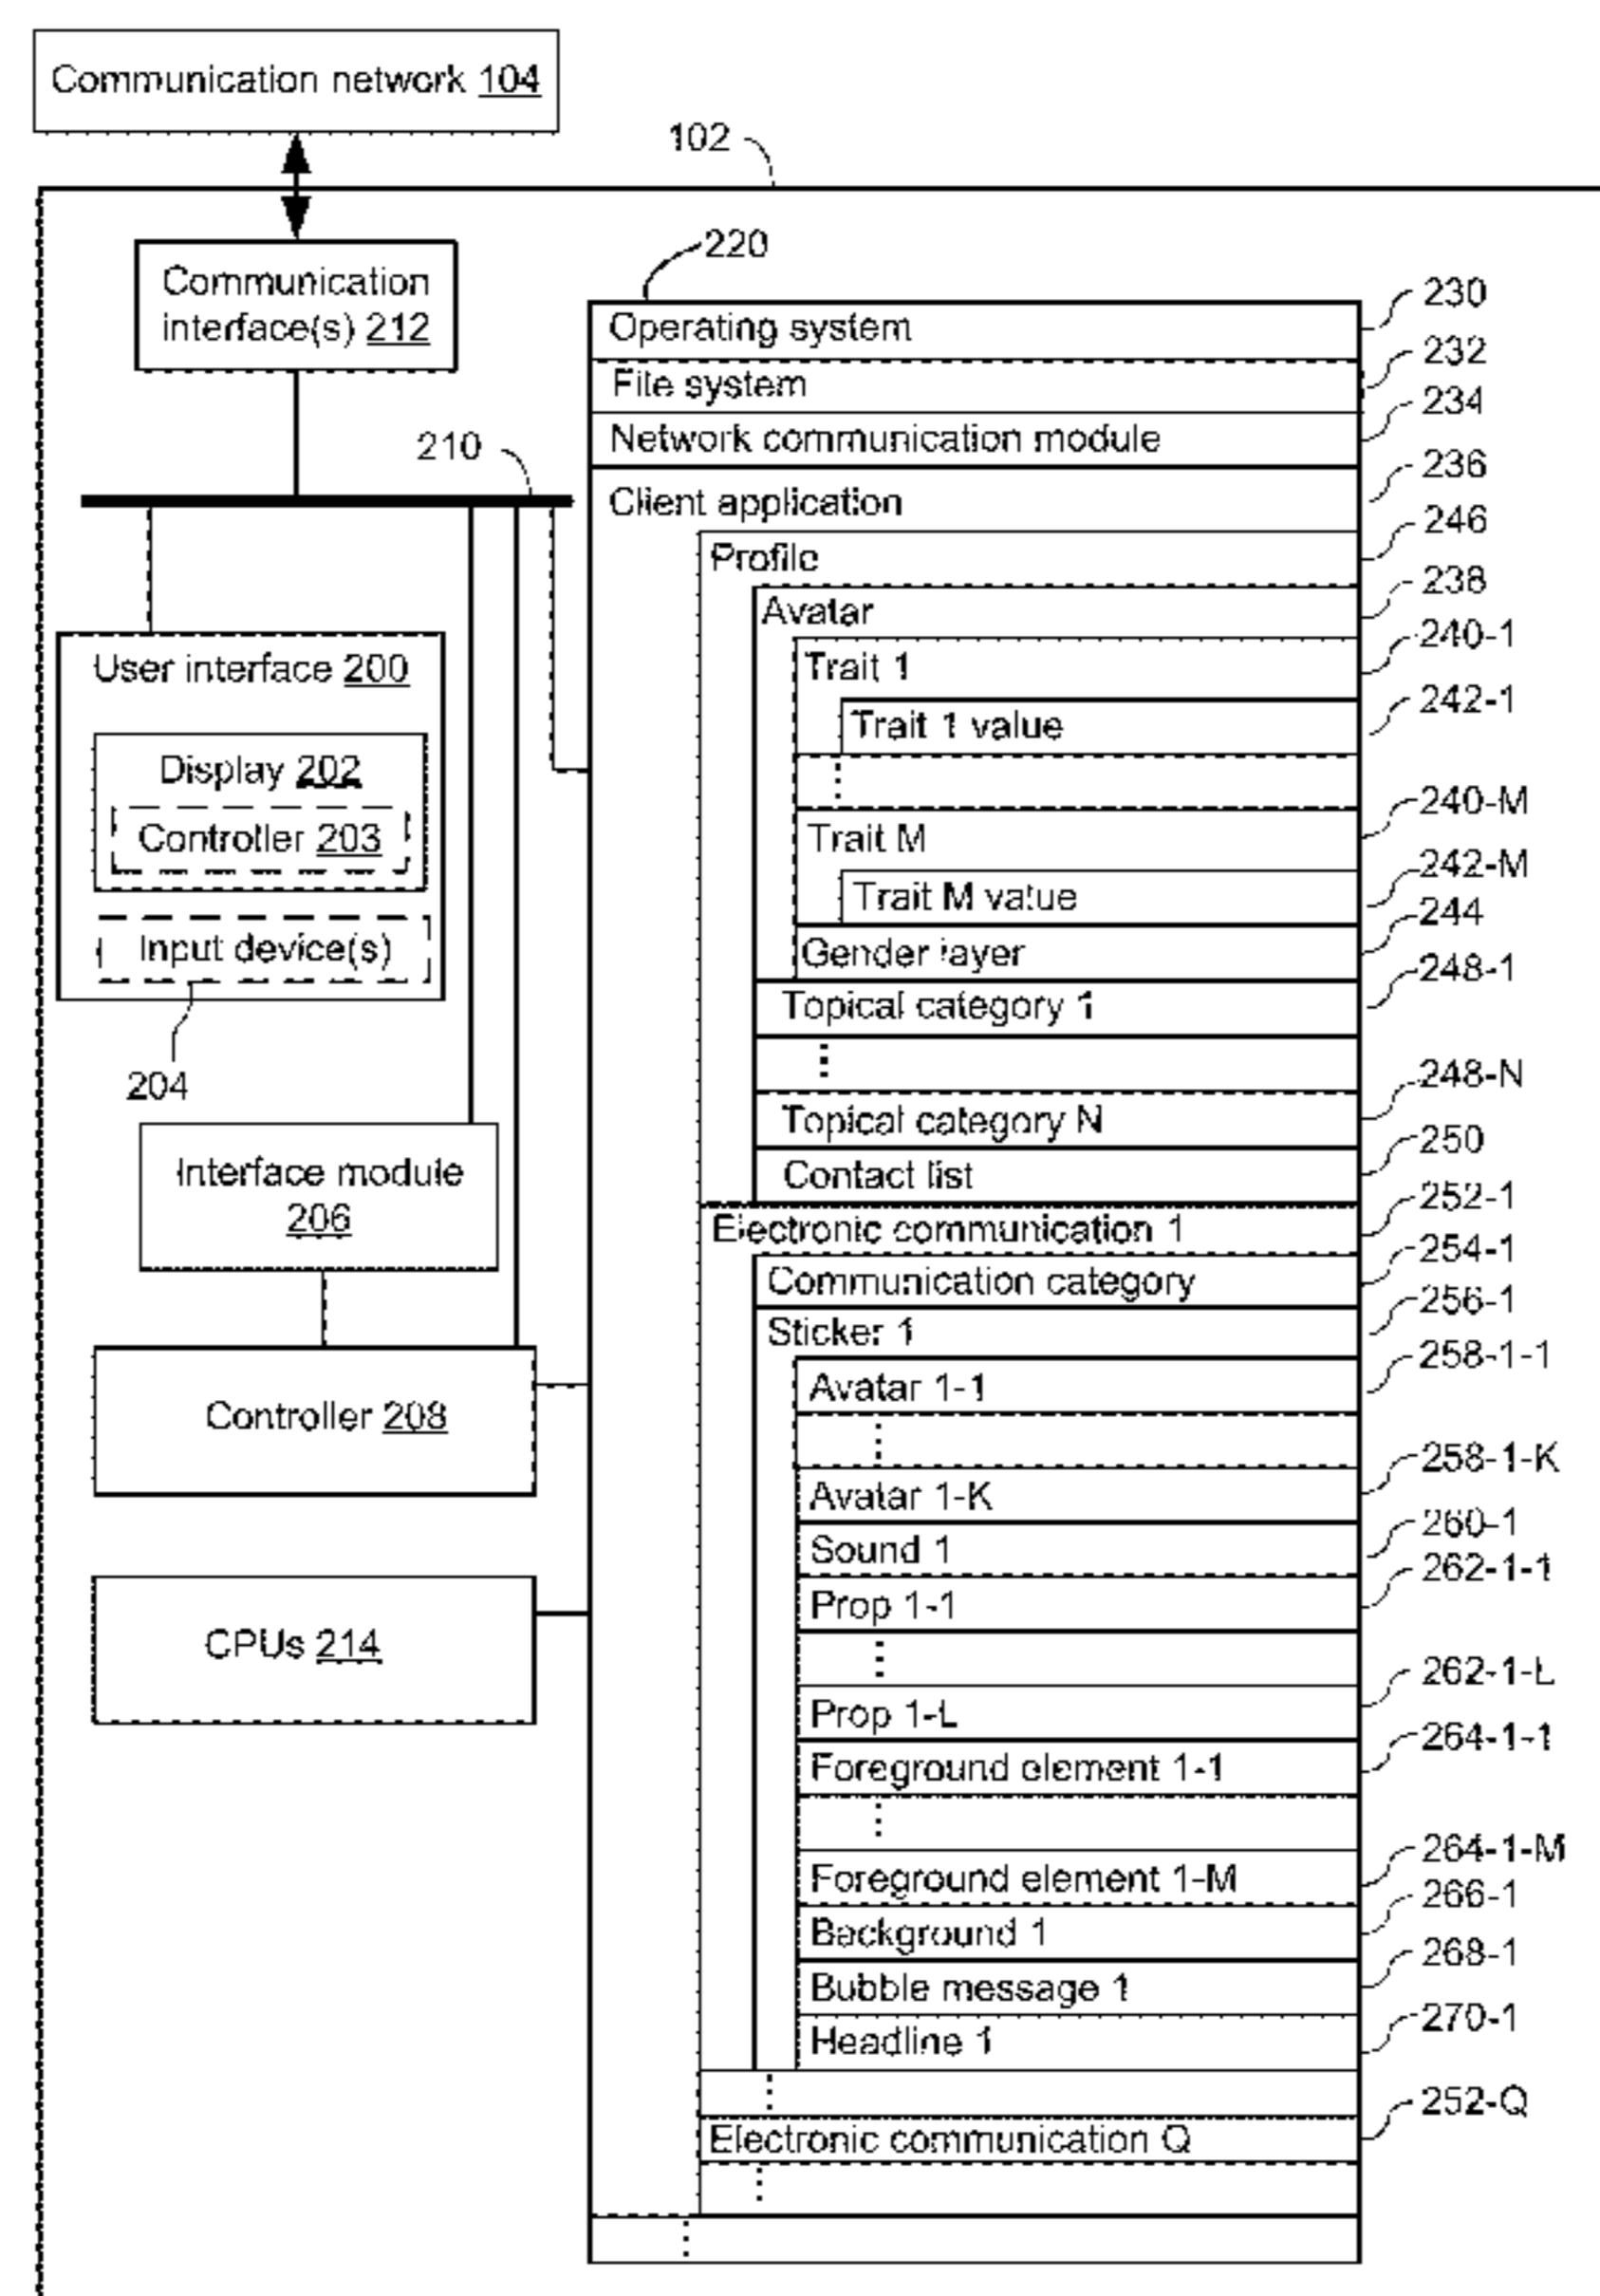 Communication network 104
102
Communication
interface(s) 212
210
User interface 200
Display 202
Controller 203
Input device(s)
204
Interface module
206
Controller 208
CPUs 214
220
Operating system 230
File system 232
Network communication module 234
Client application 236
Profile 246
Avatar 238
Trait 1 240-1
Trait 1 value 242-1
Trait M 240-M
Trait M value 242-M
Gender layer 244
Topical category 1 248-1
Topical category N 248-N
Contact list 250
Electronic communication 1 252-1
Communication category 254-1
Sticker 1 256-1
Avatar 1-1 258-1-1
Avatar 1-K 258-1-K
Sound 1 260-1
Prop 1-1 262-1-1
Prop 1-L 262-1-L
Foreground element 1-1 264-1-1
Foreground element 1-M 264-1-M
Background 1 266-1
Bubble message 1 268-1
Headline 1 270-1
Electronic communication Q 252-Q